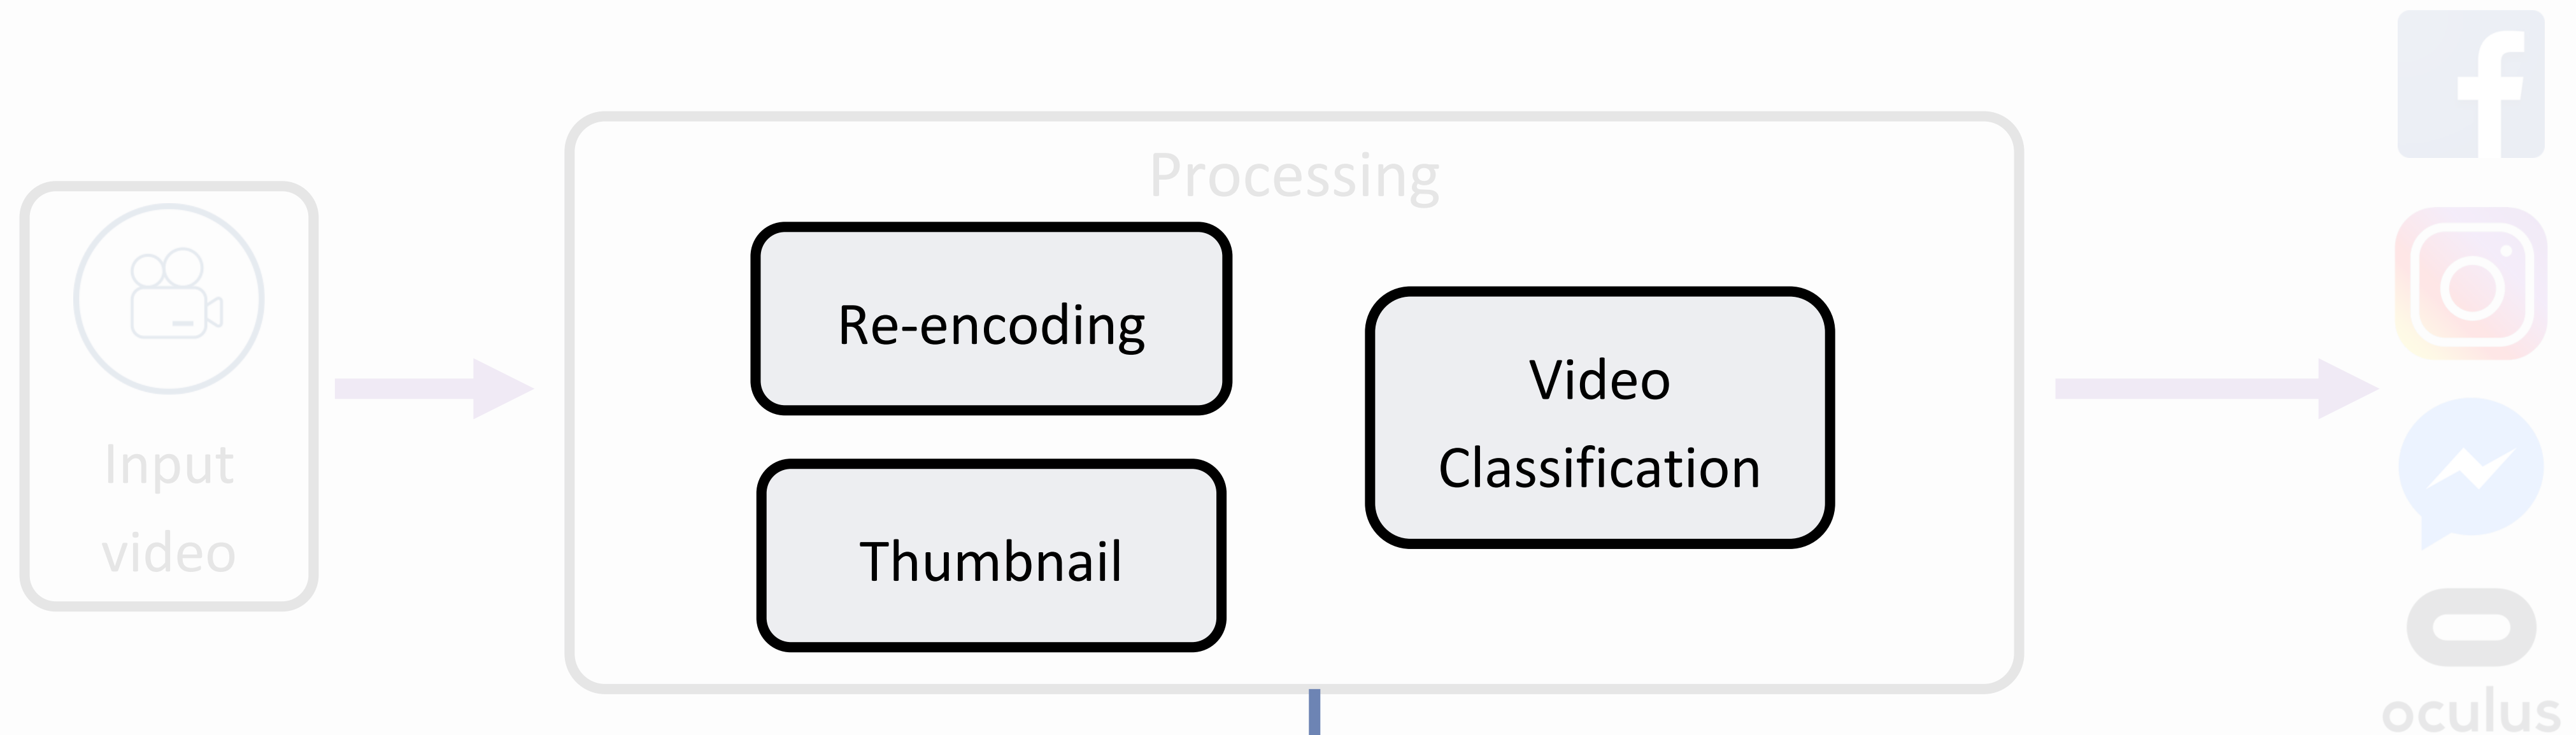 Processing
Re-encoding
Thumbnail
Video
Classification
Input
video
f
oculus